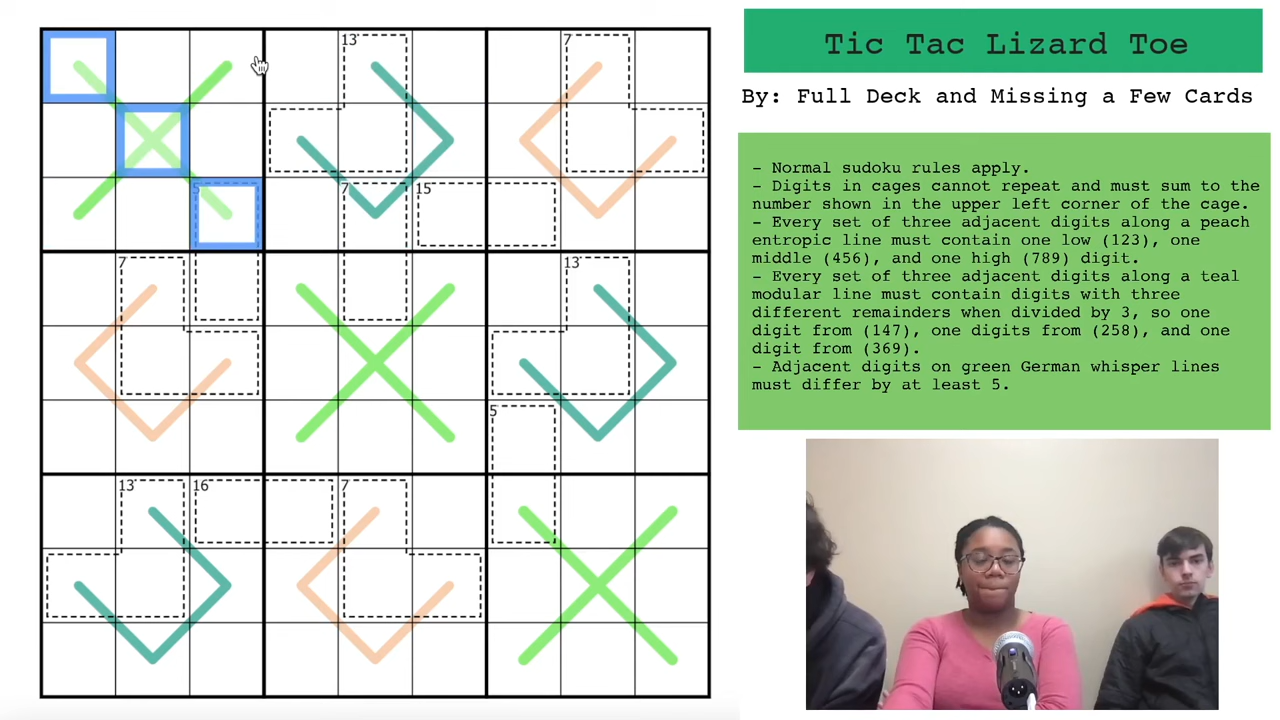 Tic Tac Lizard Toe
By: Full Deck and Missing a Few Cards
- Normal sudoku rules apply.
- Digits in cages cannot repeat and must sum to the
number shown in the upper left corner of the cage.
- Every set of three adjacent digits along a peach
entropic line must contain one low (123), one
middle (456), and one high (789) digit.
- Every set of three adjacent digits along a teal
modular line must contain digits with three
different remainders when divided by 3, so one
digit from (147), one digits from (258), and one
digit from (369).
- Adjacent digits on green German whisper lines
must differ by at least 5.
13 7
5 7 15
7 13
5
13 16 7